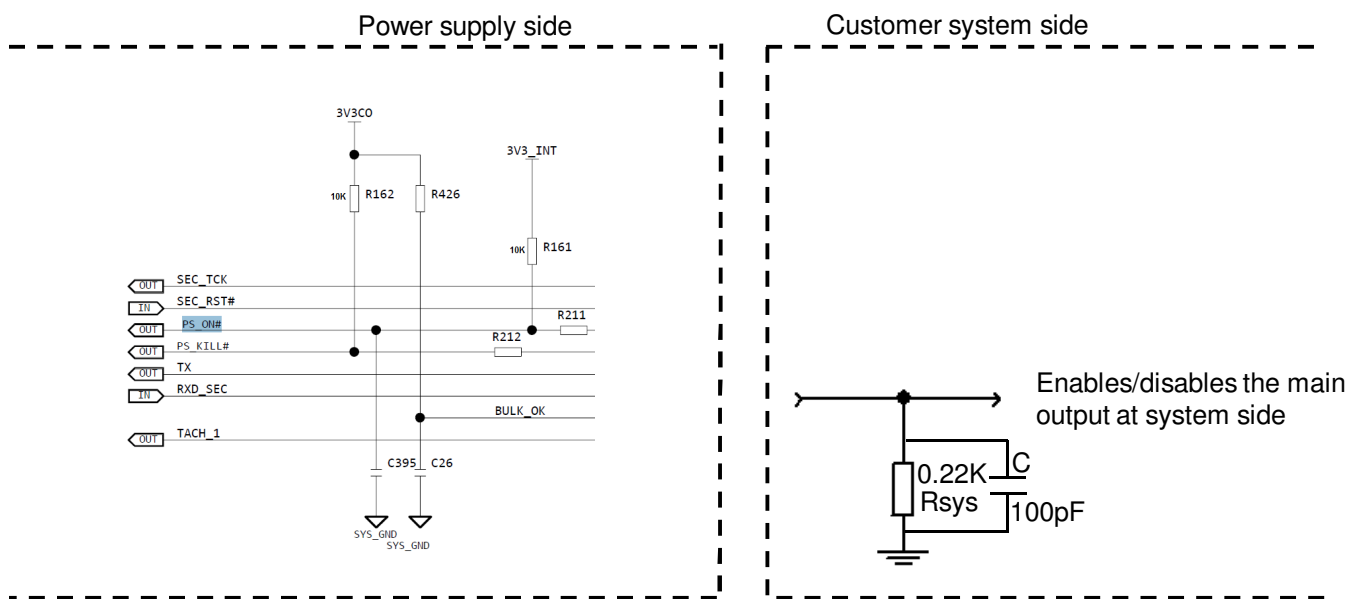 Power supply side
Customer system side
3V3CO
3V3_INT
10K
R162
R426
10K
R161
OUT
SEC_TCK
IN
SEC_RST#
OUT
PS_ON#
R211
OUT
PS_KILL#
R212
OUT
TX
IN
RXD_SEC
BULK_OK
OUT
TACH_1
C395
C26
SYS_GND
SYS_GND
Enables/disables the main
output at system side
0.22K
Rsys
C
100pF